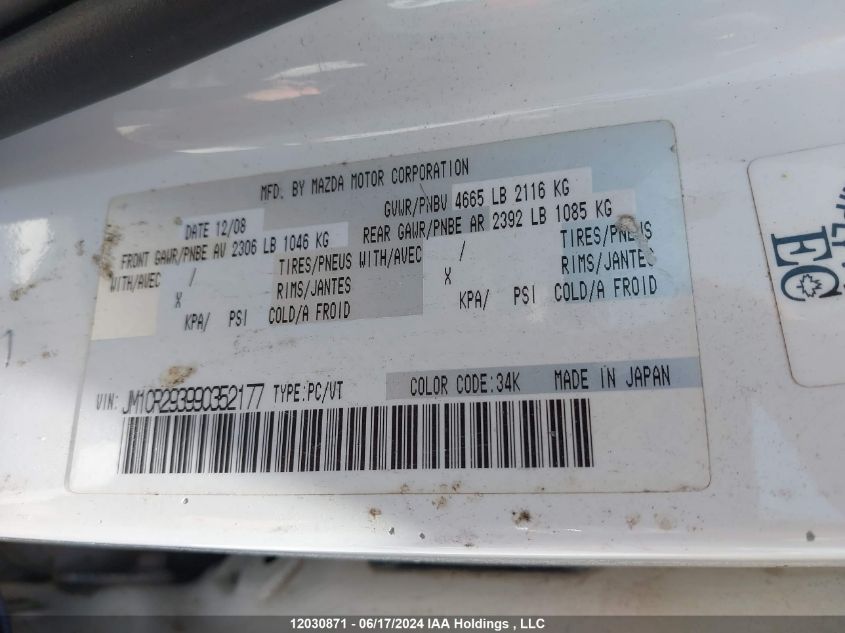 MFD. BY MAZDA MOTOR CORPORATION
DATE 12/08 GVWR/PNBV 4665 LB 2116 KG
FRONT GAWR/PNBE AV 2306 LB 1046 KG REAR GAWR/PNBE AR 2392 LB 1085 KG
WITH/AVEC / TIRES/PNEUS WITH/AVEC / TIRES/PNEUS
X RIMS/JANTES X RIMS/JANTES
KPA/ PSI COLD/A FROID KPA/ PSI COLD/A FROID
VIN: JM1CR293990352177 TYPE:PC/VT COLOR CODE:34K MADE IN JAPAN
EC
12030871 - 06/17/2024 IAA Holdings , LLC